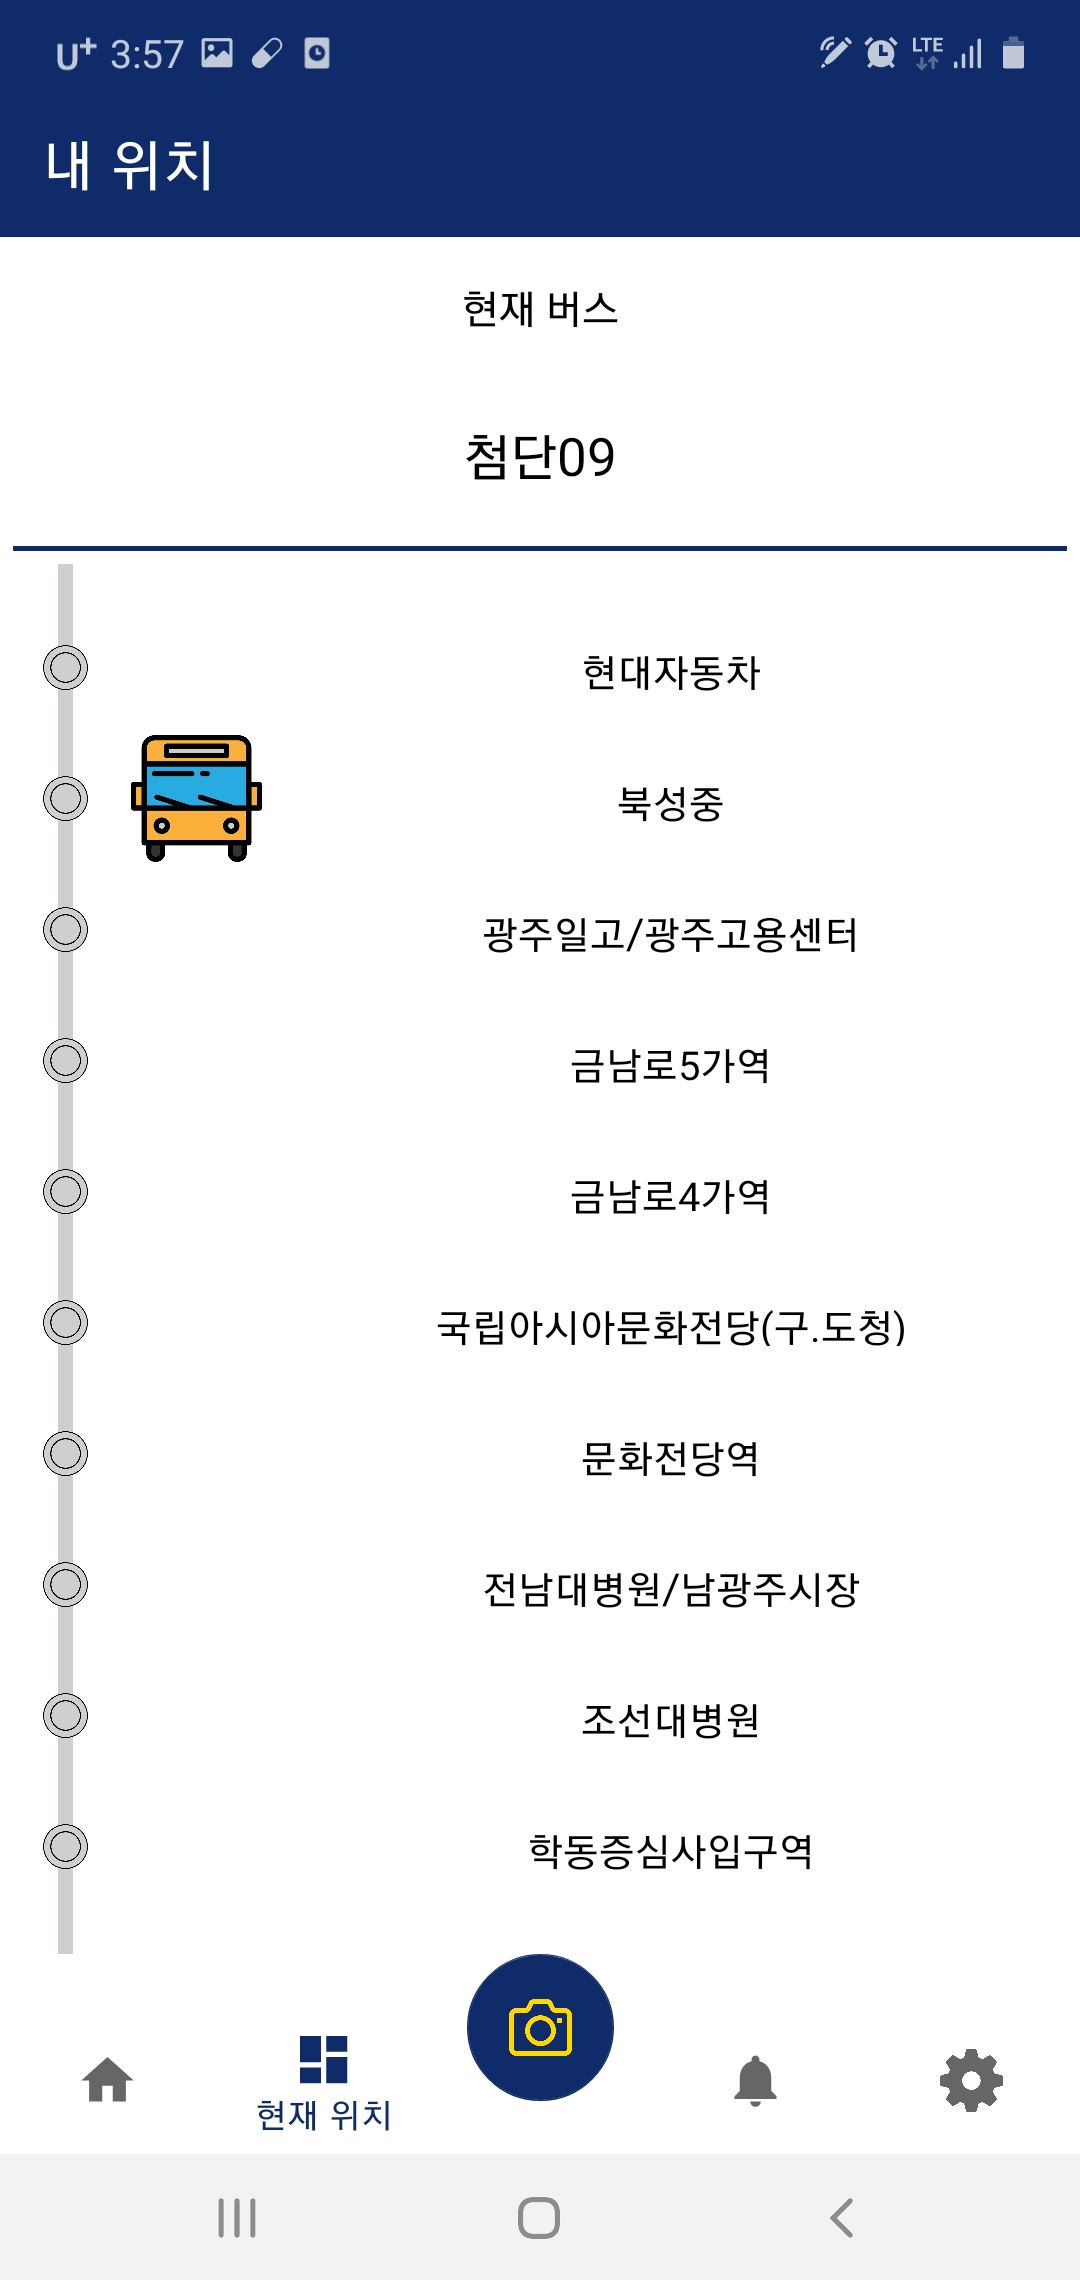 U+ 3:57 LTE
내 위치
현재 버스
첨단09
현대자동차
북성중
광주일고/광주고용센터
금남로5가역
금남로4가역
국립아시아문화전당(구.도청)
문화전당역
전남대병원/남광주시장
조선대병원
학동증심사입구역
현재 위치